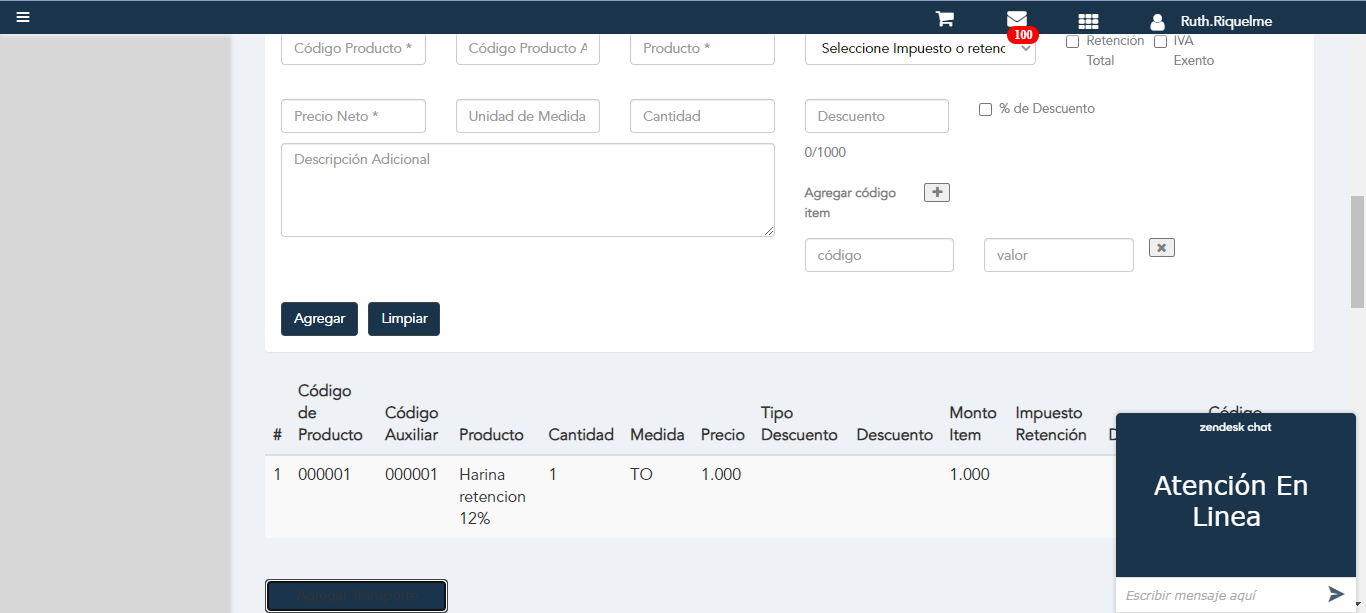 100
Ruth.Riquelme
Código Producto *
Código Producto A
Producto *
Seleccione Impuesto o retenc
Retención Total
IVA Exento
Precio Neto *
Unidad de Medida
Cantidad
Descuento
% de Descuento
Descripción Adicional
0/1000
Agregar código
item
código
valor
Agregar Limpiar
# Código de Producto Código Auxiliar Producto Cantidad Medida Precio Tipo Descuento Descuento Monto Item Impuesto Retención Código
1 000001 000001 Harina retencion 12% 1 TO 1.000 1.000
zendesk chat
Atención En
Linea
Escribir mensaje aquí